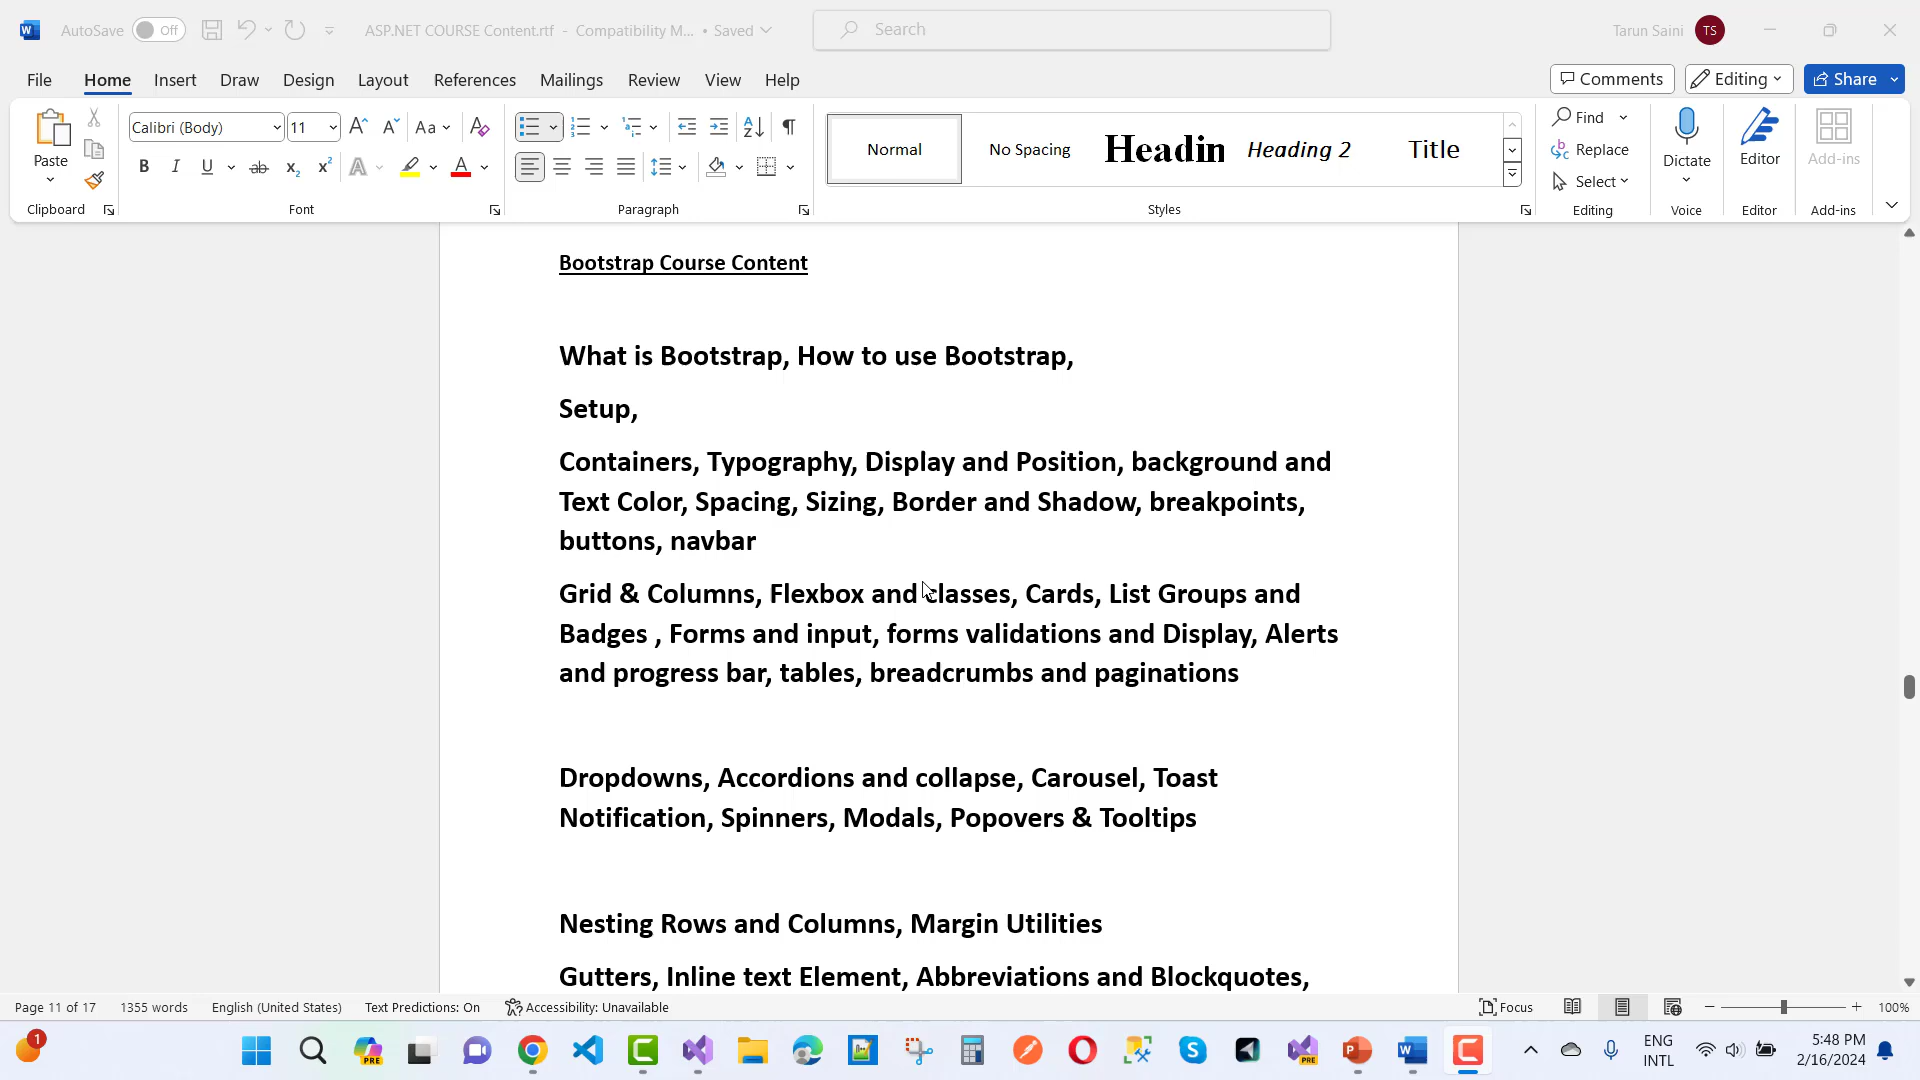 AutoSave Off ASP.NET COURSE Content.rtf - Compatibility M... • Saved Search Tarun Saini TS
File Home Insert Draw Design Layout References Mailings Review View Help Comments Editing Share
Calibri (Body) 11 Aa Normal No Spacing Headin Heading 2 Title
Paste Find Replace Select Dictate Editor Add-ins
Clipboard Font Paragraph Styles Editing Voice Editor Add-ins
Bootstrap Course Content
What is Bootstrap, How to use Bootstrap,
Setup,
Containers, Typography, Display and Position, background and
Text Color, Spacing, Sizing, Border and Shadow, breakpoints,
buttons, navbar
Grid & Columns, Flexbox and classes, Cards, List Groups and
Badges , Forms and input, forms validations and Display, Alerts
and progress bar, tables, breadcrumbs and paginations
Dropdowns, Accordions and collapse, Carousel, Toast
Notification, Spinners, Modals, Popovers & Tooltips
Nesting Rows and Columns, Margin Utilities
Gutters, Inline text Element, Abbreviations and Blockquotes,
Page 11 of 17 1355 words English (United States) Text Predictions: On Accessibility: Unavailable Focus 100%
1 PRE PRE ENG 5:48 PM
INTL 2/16/2024